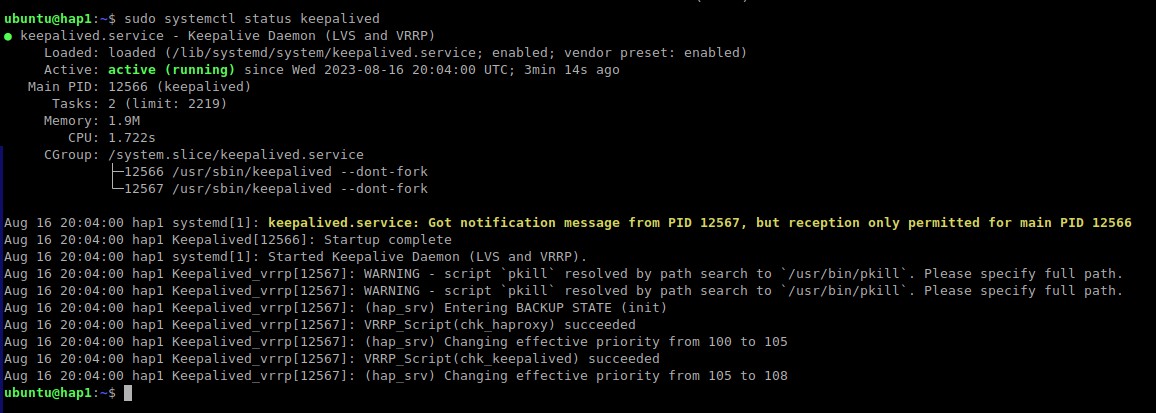 ubuntu@hap1:~$ sudo systemctl status keepalived
● keepalived.service - Keepalive Daemon (LVS and VRRP)
     Loaded: loaded (/lib/systemd/system/keepalived.service; enabled; vendor preset: enabled)
     Active: active (running) since Wed 2023-08-16 20:04:00 UTC; 3min 14s ago
   Main PID: 12566 (keepalived)
      Tasks: 2 (limit: 2219)
     Memory: 1.9M
        CPU: 1.722s
     CGroup: /system.slice/keepalived.service
             ├─12566 /usr/sbin/keepalived --dont-fork
             └─12567 /usr/sbin/keepalived --dont-fork

Aug 16 20:04:00 hap1 systemd[1]: keepalived.service: Got notification message from PID 12567, but reception only permitted for main PID 12566
Aug 16 20:04:00 hap1 Keepalived[12566]: Startup complete
Aug 16 20:04:00 hap1 systemd[1]: Started Keepalive Daemon (LVS and VRRP).
Aug 16 20:04:00 hap1 Keepalived_vrrp[12567]: WARNING - script `pkill` resolved by path search to `/usr/bin/pkill`. Please specify full path.
Aug 16 20:04:00 hap1 Keepalived_vrrp[12567]: WARNING - script `pkill` resolved by path search to `/usr/bin/pkill`. Please specify full path.
Aug 16 20:04:00 hap1 Keepalived_vrrp[12567]: (hap_srv) Entering BACKUP STATE (init)
Aug 16 20:04:00 hap1 Keepalived_vrrp[12567]: VRRP_Script(chk_haproxy) succeeded
Aug 16 20:04:00 hap1 Keepalived_vrrp[12567]: (hap_srv) Changing effective priority from 100 to 105
Aug 16 20:04:00 hap1 Keepalived_vrrp[12567]: VRRP_Script(chk_keepalived) succeeded
Aug 16 20:04:00 hap1 Keepalived_vrrp[12567]: (hap_srv) Changing effective priority from 105 to 108
ubuntu@hap1:~$